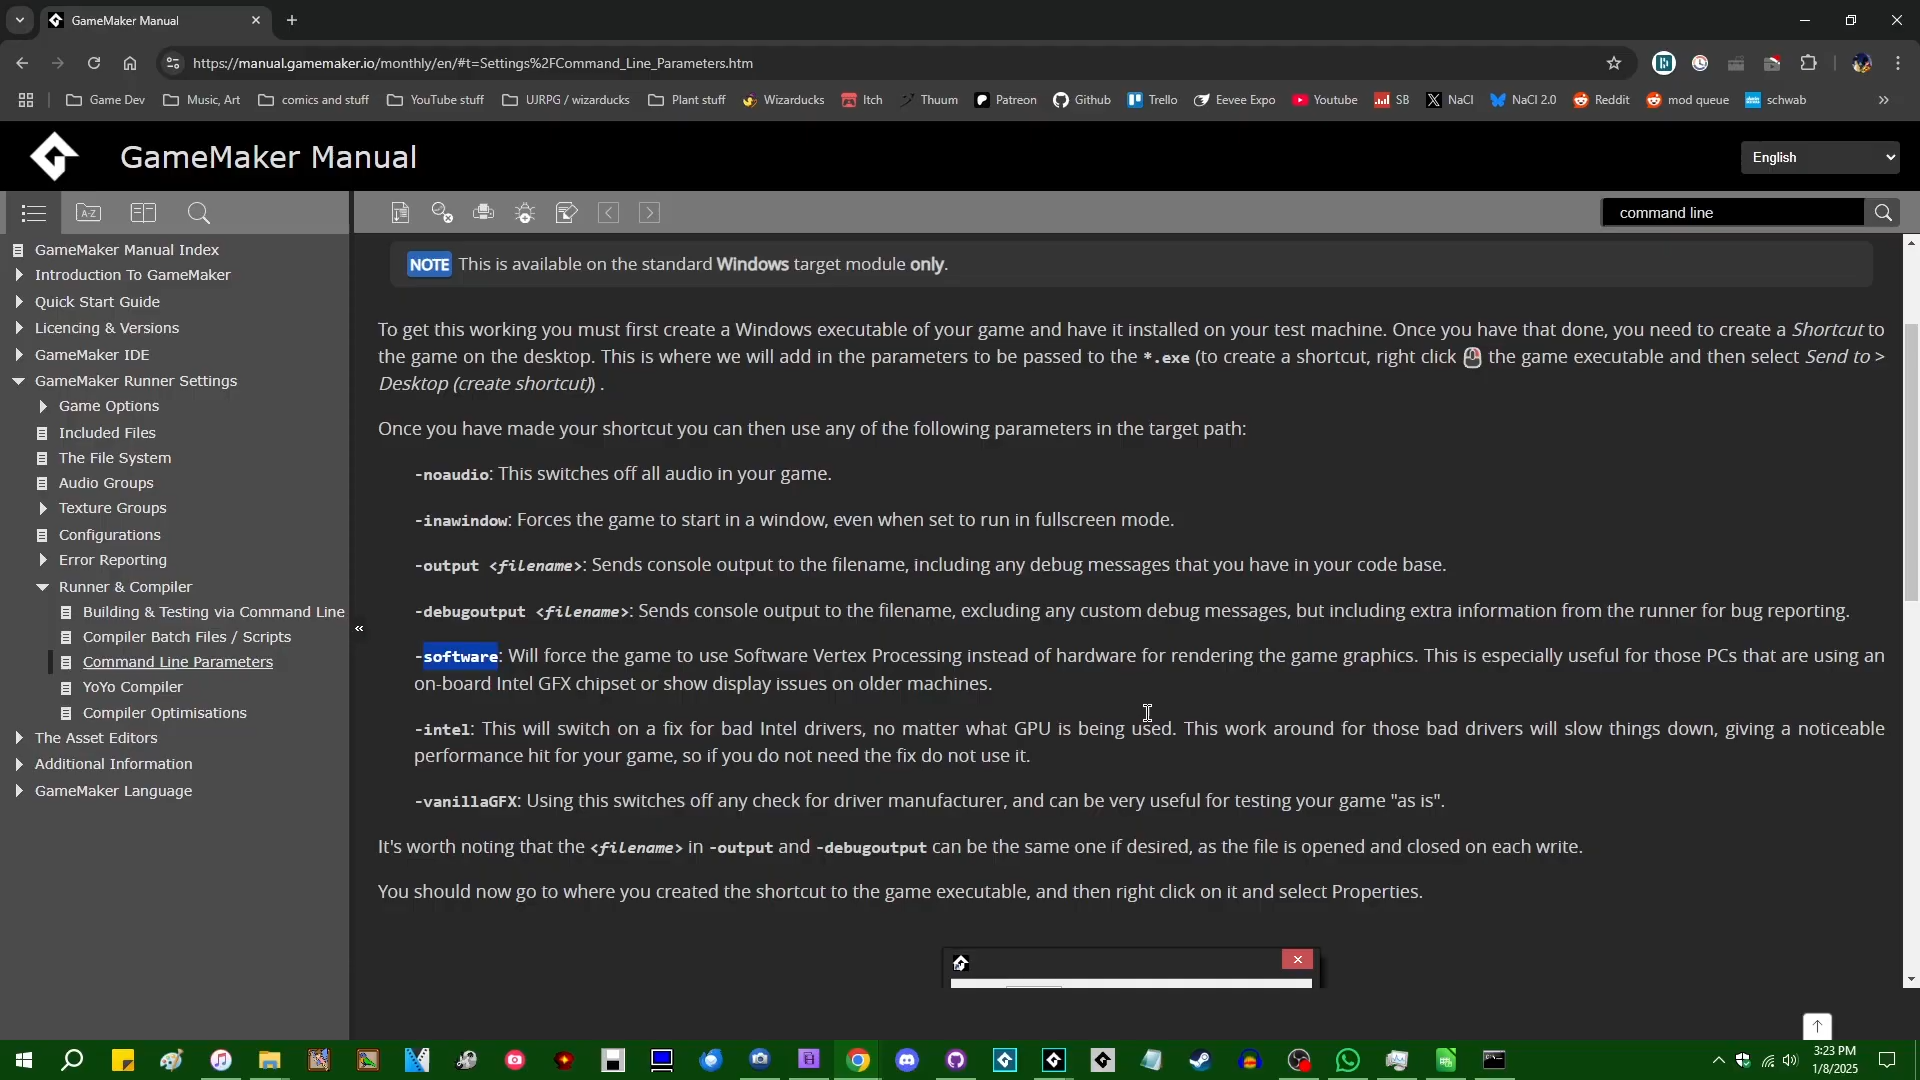 GameMaker Manual
https://manual.gamemaker.io/monthly/en/#t=Settings%2FCommand_Line_Parameters.htm
Game Dev
Music, Art
comics and stuff
YouTube stuff
UJRPG / wizarducks
Plant stuff
Wizarducks
Itch
Thuum
Patreon
Github
Trello
Eevee Expo
Youtube
SB
NaCl
NaCl 2.0
Reddit
mod queue
schwab
GameMaker Manual
English
command line
GameMaker Manual Index
Introduction To GameMaker
Quick Start Guide
Licencing & Versions
GameMaker IDE
GameMaker Runner Settings
Game Options
Included Files
The File System
Audio Groups
Texture Groups
Configurations
Error Reporting
Runner & Compiler
Building & Testing via Command Line
Compiler Batch Files / Scripts
Command Line Parameters
YoYo Compiler
Compiler Optimisations
The Asset Editors
Additional Information
GameMaker Language
NOTE This is available on the standard Windows target module only.
To get this working you must first create a Windows executable of your game and have it installed on your test machine. Once you have that done, you need to create a Shortcut to
the game on the desktop. This is where we will add in the parameters to be passed to the *.exe (to create a shortcut, right click the game executable and then select Send to >
Desktop (create shortcut)) .
Once you have made your shortcut you can then use any of the following parameters in the target path:
-noaudio: This switches off all audio in your game.
-inawindow: Forces the game to start in a window, even when set to run in fullscreen mode.
-output <filename>: Sends console output to the filename, including any debug messages that you have in your code base.
-debugoutput <filename>: Sends console output to the filename, excluding any custom debug messages, but including extra information from the runner for bug reporting.
-software: Will force the game to use Software Vertex Processing instead of hardware for rendering the game graphics. This is especially useful for those PCs that are using an
on-board Intel GFX chipset or show display issues on older machines.
-intel: This will switch on a fix for bad Intel drivers, no matter what GPU is being used. This work around for those bad drivers will slow things down, giving a noticeable
performance hit for your game, so if you do not need the fix do not use it.
-vanillaGFX: Using this switches off any check for driver manufacturer, and can be very useful for testing your game "as is".
It's worth noting that the <filename> in -output and -debugoutput can be the same one if desired, as the file is opened and closed on each write.
You should now go to where you created the shortcut to the game executable, and then right click on it and select Properties.
3:23 PM
1/8/2025